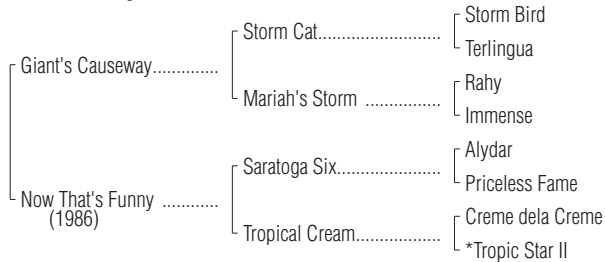 Storm Bird
Storm Cat......................
Terlingua
Giant's Causeway.............
Rahy
Mariah's Storm ................
Immense
Alydar
Saratoga Six....................
Priceless Fame
Now That's Funny ............
(1986)
Creme dela Creme
Tropical Cream.................
*Tropic Star II